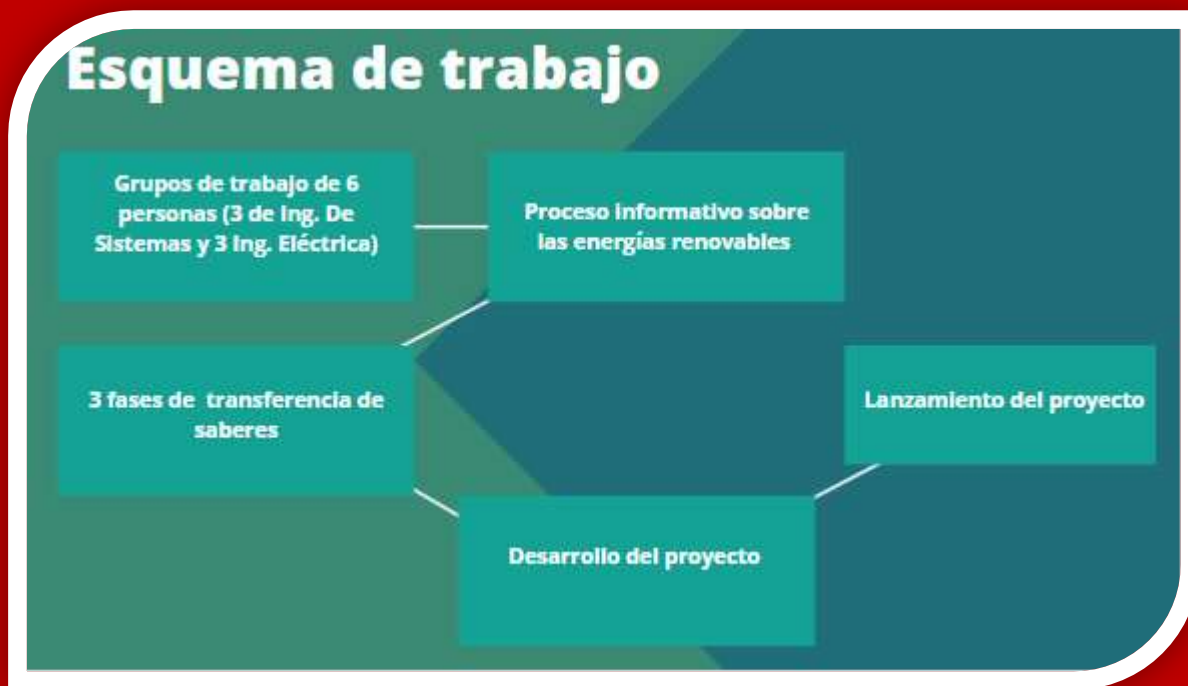 Esquema de trabajo
Grupos de trabajo de 6
personas (3 de Ing. De
Sistemas y 3 Ing. Eléctrica)
Proceso informativo sobre
las energías renovables
3 fases de transferencia de
saberes
Lanzamiento del proyecto
Desarrollo del proyecto